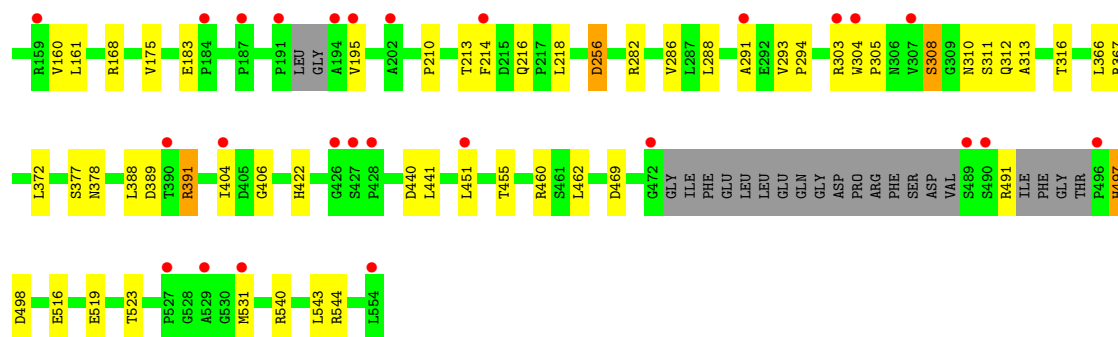 R159 V160 L161 R168 V175 E183 P184 P187 P191 LEU GLY A194 V195 A202 P210 T213 F214 D215 Q216 P217 L218 D256 R282 V286 L287 L288 A291 E292 V293 P294 R303 W304 P305 N306 V307 S308 G309 N310 S311 Q312 A313 T316 L366
L372 S377 N378 L388 D389 T390 R391 I404 D405 G406 H422 G426 S427 P428 D440 L441 L451 T455 R460 S461 L462 D469 G472 GLY ILE PHE GLU LEU LEU GLU GLN GLY ASP PRO ARG PHE SER ASP VAL S489 S490 R491 ILE PHE GLY THR P496
D498 E516 E519 T523 P527 G528 A529 G530 M531 R540 L543 R544 L554